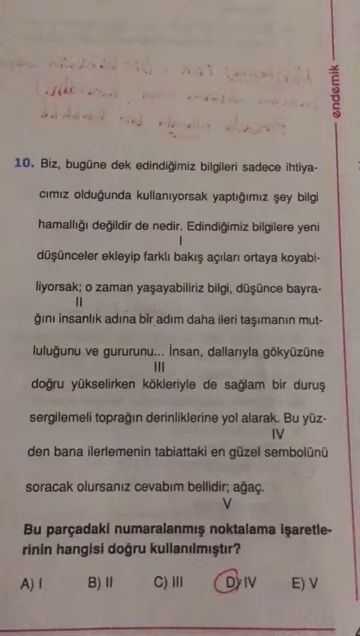 endemik
10. Biz, bugüne dek edindiğimiz bilgileri sadece ihtiya-
cımız olduğunda kullanıyorsak yaptığımız şey bilgi
hamallığı değildir de nedir. Edindiğimiz bilgilere yeni
I
düşünceler ekleyip farklı bakış açıları ortaya koyabi-
liyorsak; o zaman yaşayabiliriz bilgi, düşünce bayra-
II
ğını insanlık adına bir adım daha ileri taşımanın mut-
luluğunu ve gururunu... İnsan, dallarıyla gökyüzüne
III
doğru yükselirken kökleriyle de sağlam bir duruş
sergilemeli toprağın derinliklerine yol alarak. Bu yüz-
IV
den bana ilerlemenin tabiattaki en güzel sembolünü
soracak olursanız cevabım bellidir; ağaç.
V
Bu parçadaki numaralanmış noktalama işaretle-
rinin hangisi doğru kullanılmıştır?
A) I B) II C) III D) IV E) V